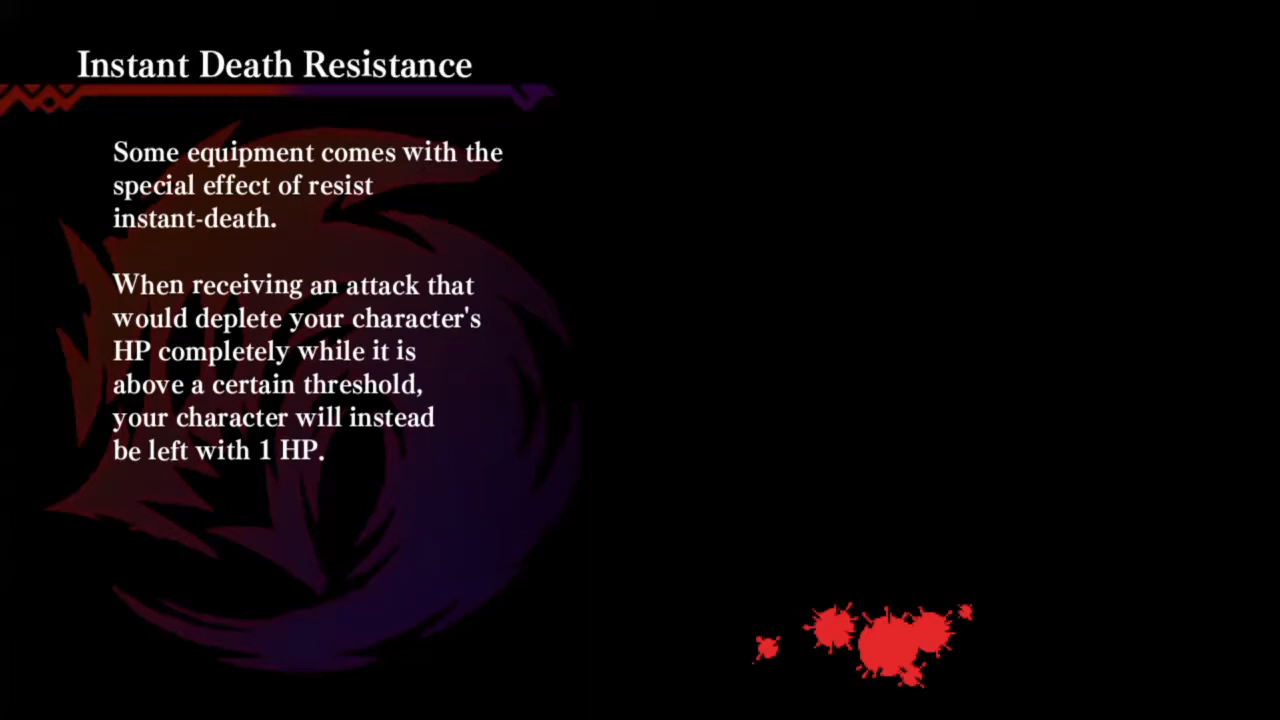 Instant Death Resistance
Some equipment comes with the
special effect of resist
instant-death.
When receiving an attack that
would deplete your character's
HP completely while it is
above a certain threshold,
your character will instead
be left with 1 HP.